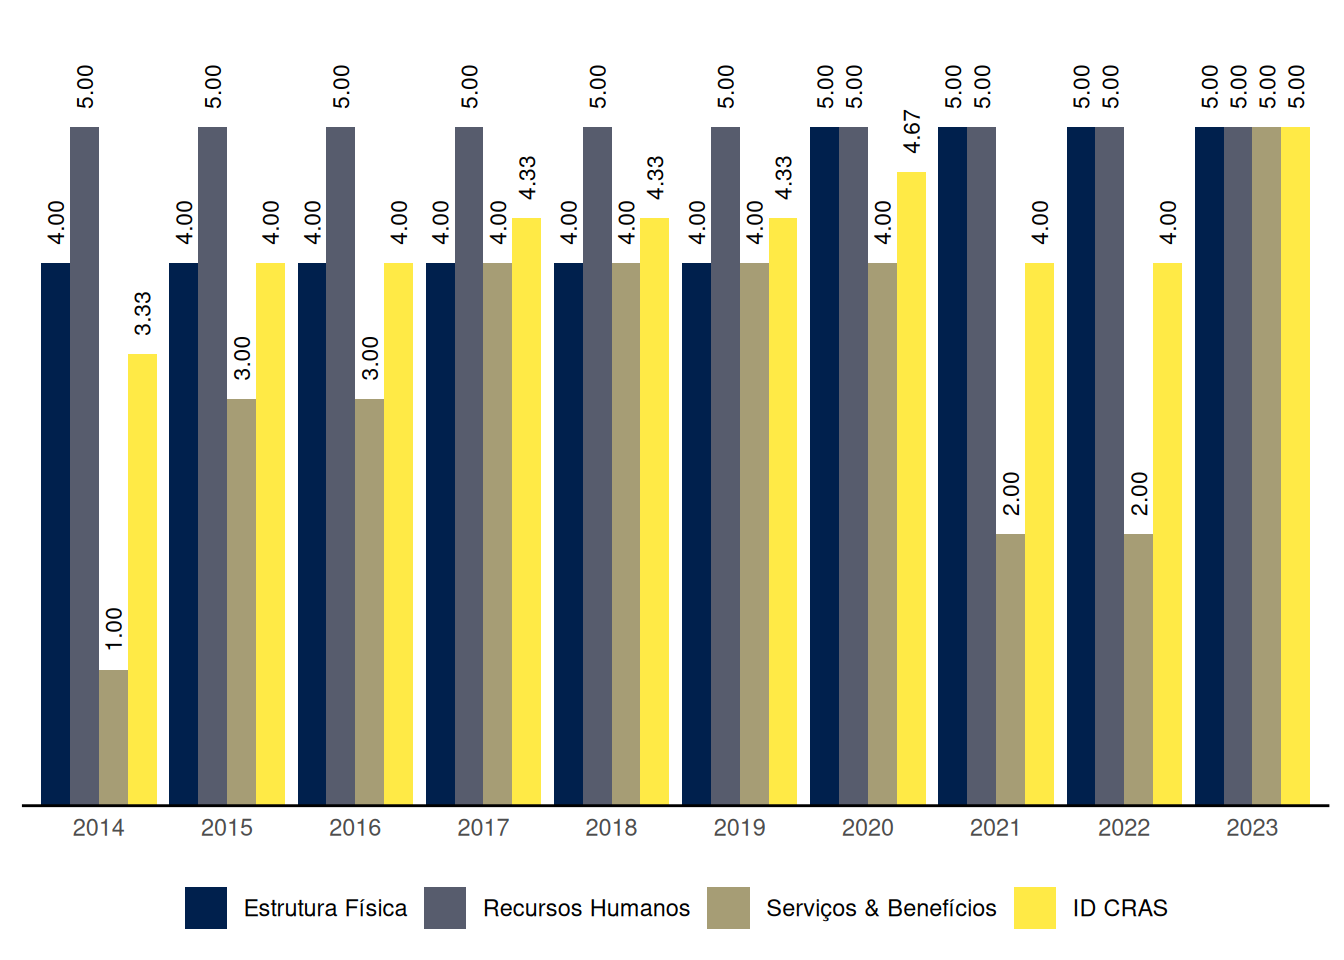 5.00 5.00 5.00 5.00 5.00 5.00 5.00 5.00 5.00 5.00 5.00 5.00 5.00 5.00 5.00 5.00
4.67
4.33 4.33 4.33
4.00 4.00 4.00 4.00 4.00 4.00 4.00 4.00 4.00 4.00 4.00 4.00 4.00 4.00
3.33
3.00 3.00
2.00 2.00
1.00
2014 2015 2016 2017 2018 2019 2020 2021 2022 2023
Estrutura Física Recursos Humanos Serviços & Benefícios ID CRAS